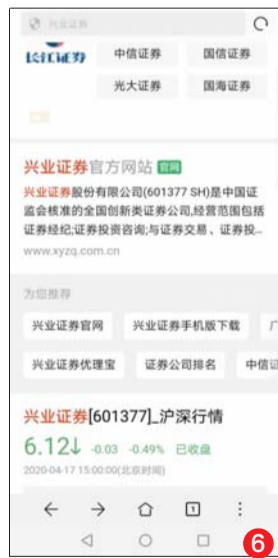 兴业证券
长江证券
中信证券
国信证券
光大证券
国海证券
兴业证券官方网站 官网
兴业证券股份有限公司(601377 SH)是中国证
监会核准的全国创新类证券公司,经营范围包括
证券经纪;证券投资咨询;与证券交易、证券投...
www.xyzq.com.cn
为您推荐
兴业证券官网
兴业证券手机版下载
广
兴业证券优理宝
证券公司排名
中信证
兴业证券[601377]_沪深行情
6.12↓ -0.03 -0.49% 已收盘
2020-04-17 15:00:00(北京时间)
1
6